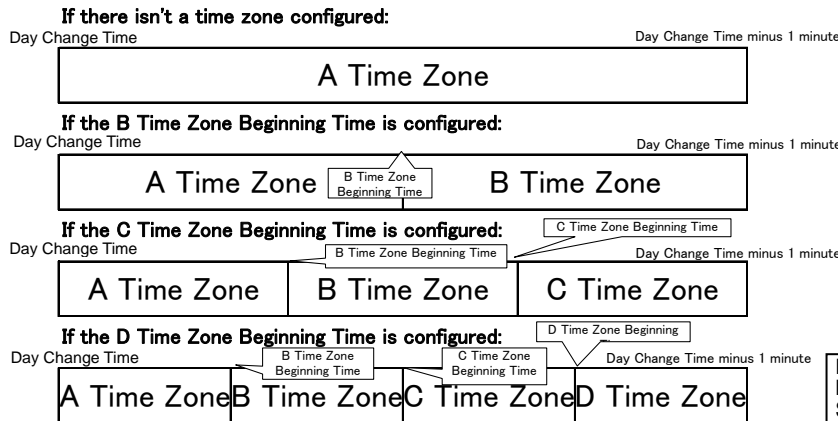 If there isn't a time zone configured:
Day Change Time
Day Change Time minus 1 minute
A Time Zone
If the B Time Zone Beginning Time is configured:
Day Change Time
Day Change Time minus 1 minute
A Time Zone
B Time Zone
Beginning Time
B Time Zone
If the C Time Zone Beginning Time is configured:
C Time Zone Beginning Time
Day Change Time
B Time Zone Beginning Time
Day Change Time minus 1 minute
A Time Zone
B Time Zone
C Time Zone
If the D Time Zone Beginning Time is configured:
D Time Zone Beginning
Day Change Time
B Time Zone
Beginning Time
C Time Zone
Beginning Time
Day Change Time minus 1 minute
A Time Zone
B Time Zone
C Time Zone
D Time Zone